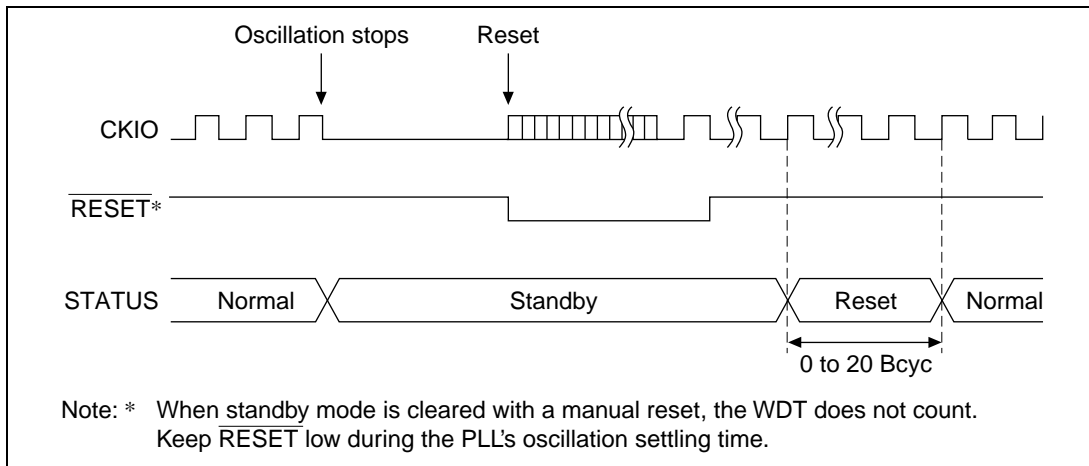 Oscillation stops Reset
CKIO
RESET*
STATUS Normal Standby Reset Normal
0 to 20 Bcyc
Note: * When standby mode is cleared with a manual reset, the WDT does not count.
Keep RESET low during the PLL's oscillation settling time.